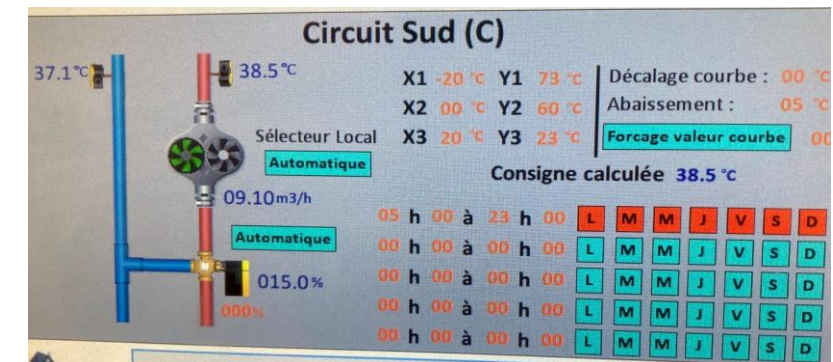 Circuit Sud (C)
37.1°C
38.5°C
X1 -20 °C Y1 73 °C
X2 00 °C Y2 60 °C
X3 20 °C Y3 23 °C
Décalage courbe : 00 °C
Abaissement : 05 °C
Forcage valeur courbe 00
Sélecteur Local
Automatique
Consigne calculée 38.5 °C
09.10 m3/h
Automatique
015.0 %
000%
05 h 00 à 23 h 00 L M M J V S D
00 h 00 à 00 h 00 L M M J V S D
00 h 00 à 00 h 00 L M M J V S D
00 h 00 à 00 h 00 L M M J V S D
00 h 00 à 00 h 00 L M M J V S D